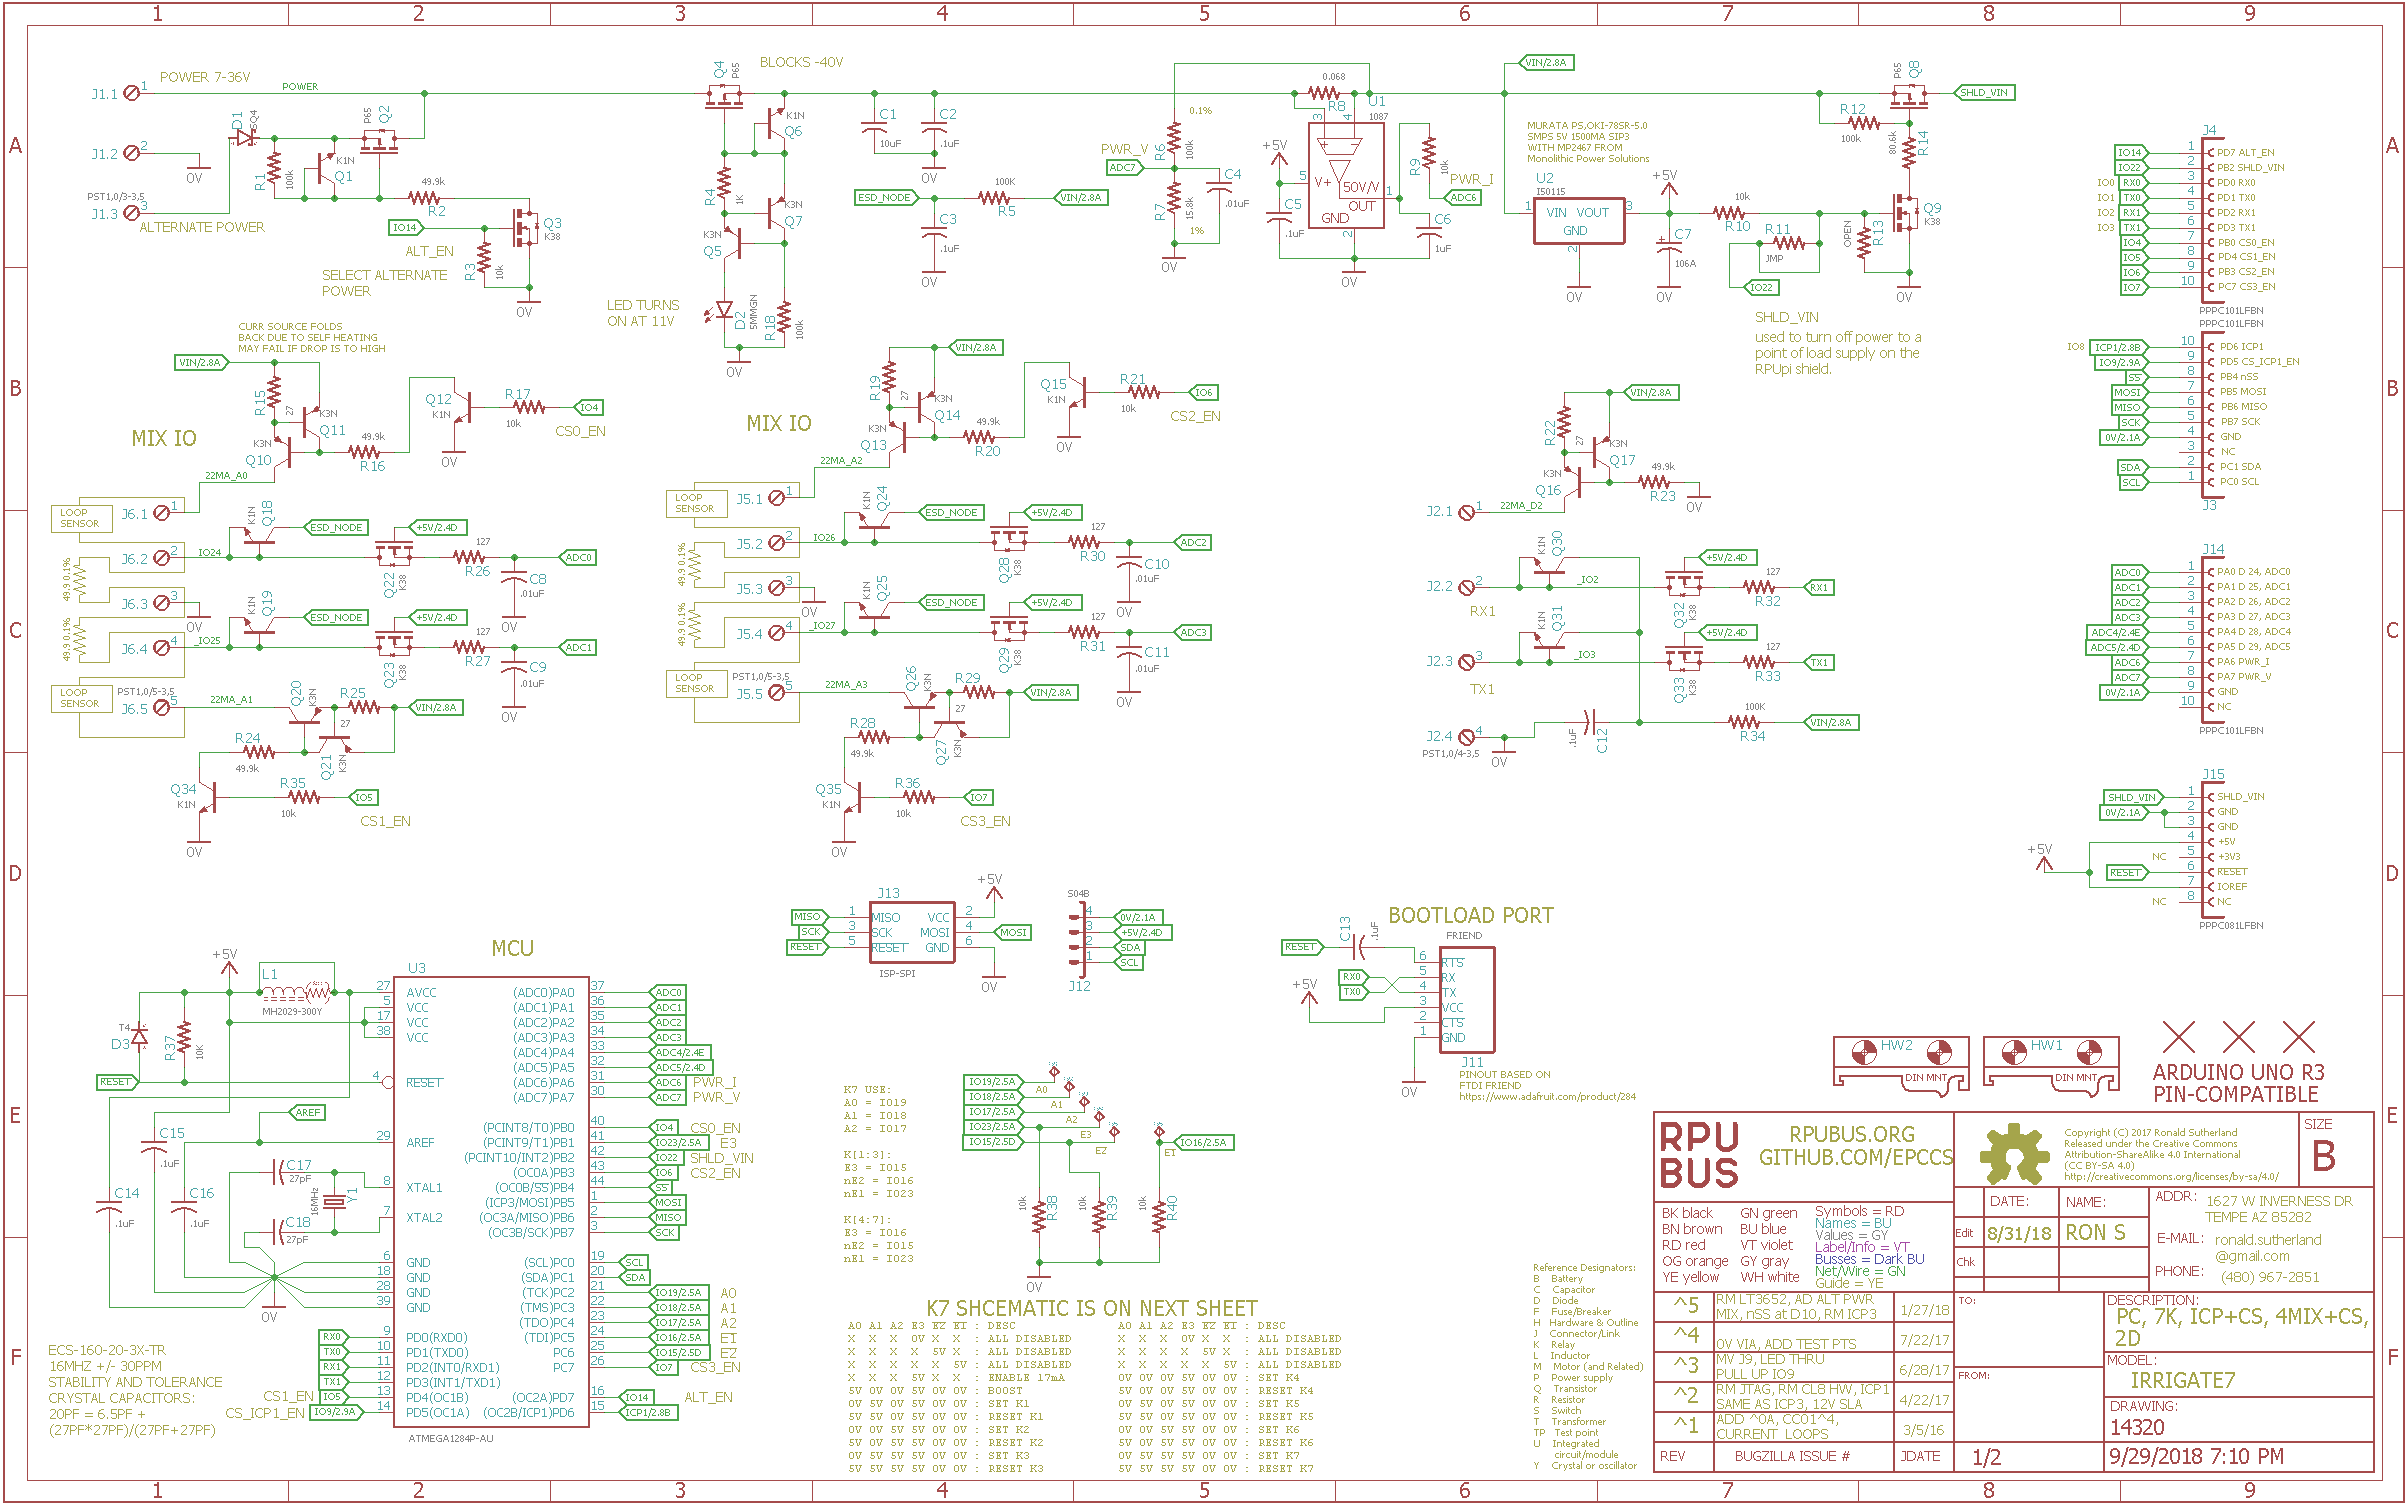 1 2 3 4 5 6 7 8 9
A
B
C
D
E
F
POWER 7-36V
J1.1 1
POWER
J1.2 2
0V
D1
SQ4
P65
Q2
R1
100k
K1N
Q1
49.9k
R2
Q3
K38
PST1,0/3-3,5
J1.3 3
ALTERNATE POWER
IO14
ALT_EN
R3
10k
SELECT ALTERNATE
POWER
0V
Q4
P65
BLOCKS -40V
K1N
Q6
R4
1K
K3N
Q7
K3N
Q5
LED TURNS
ON AT 11V
D2
5MMGN
R18
100k
0V
C1
10uF
C2
.1uF
0V
ESD_NODE
100K
R5
VIN/2.8A
C3
.1uF
0V
PWR_V
ADC7
0.1%
R6
100k
R7
15.8k
1%
C4
.01uF
0V
+5V
C5
.1uF
0.068
R8
U1
1087
3
4
5
V+
50V/V
OUT
1
GND
2
0V
R9
10k
PWR_I
ADC6
C6
1uF
VIN/2.8A
MURATA PS,OKI-78SR-5.0
SMPS 5V 1500MA SIP3
WITH MP2467 FROM
Monolithic Power Solutions
U2
I50115
1 VIN VOUT 3
GND
2
0V
+5V
C7
106A
0V
10k
R10
R11
JMP
IO22
R12
100k
P65
Q8
SHLD_VIN
80.6k
R14
Q9
K38
OPEN
R13
0V
SHLD_VIN
used to turn off power to a
point of load supply on the
RPUpi shield.
J4
IO14 1 PD7 ALT_EN
IO22 2 PB2 SHLD_VIN
IO0 RX0 3 PD0 RX0
IO1 TX0 4 PD1 TX0
IO2 RX1 5 PD2 RX1
IO3 TX1 6 PD3 TX1
IO4 7 PB0 CS0_EN
IO5 8 PD4 CS1_EN
IO6 9 PB3 CS2_EN
IO7 10 PC7 CS3_EN
PPPC101LFBN
PPPC101LFBN
IO8 ICP1/2.8B 10 PD6 ICP1
IO9/2.9A 9 PD5 CS_ICP1_EN
SS 8 PB4 nSS
MOSI 7 PB5 MOSI
MISO 6 PB6 MISO
SCK 5 PB7 SCK
0V/2.1A 4 GND
3 NC
SDA 2 PC1 SDA
SCL 1 PC0 SCL
J3
CURR SOURCE FOLDS
BACK DUE TO SELF HEATING
MAY FAIL IF DROP IS TO HIGH
VIN/2.8A
R15
27
K3N
Q11
MIX IO
K3N
Q10
49.9k
R16
Q12
K1N
0V
R17
10k
IO4
CS0_EN
22MA_A0
VIN/2.8A
R19
27
K3N
Q14
MIX IO
K3N
Q13
49.9k
R20
Q15
K1N
0V
R21
10k
IO6
CS2_EN
22MA_A2
VIN/2.8A
R22
27
K3N
Q17
K3N
Q16
49.9k
R23
0V
J2.1 1
22MA_D2
LOOP
SENSOR
J6.1 1
K1N
Q18
ESD_NODE
+5V/2.4D
J6.2 2
IO24
Q22
K38
127
R26
ADC0
C8
.01uF
0V
49.9 0.1%
J6.3 3
0V
K1N
Q19
ESD_NODE
+5V/2.4D
49.9 0.1%
J6.4 4
_IO25
Q23
K38
127
R27
ADC1
C9
.01uF
0V
LOOP
SENSOR
PST1,0/5-3,5
J6.5 5
22MA_A1
Q20
K3N
R25
27
VIN/2.8A
R24
49.9k
Q21
K3N
Q34
K1N
R35
10k
IO5
CS1_EN
0V
LOOP
SENSOR
J5.1 1
K1N
Q24
ESD_NODE
+5V/2.4D
J5.2 2
IO26
Q28
K38
127
R30
ADC2
C10
.01uF
0V
49.9 0.1%
J5.3 3
0V
K1N
Q25
ESD_NODE
+5V/2.4D
49.9 0.1%
J5.4 4
_IO27
Q29
K38
127
R31
ADC3
C11
.01uF
0V
LOOP
SENSOR
PST1,0/5-3,5
J5.5 5
22MA_A3
Q26
K3N
R29
27
VIN/2.8A
R28
49.9k
Q27
K3N
Q35
K1N
R36
10k
IO7
CS3_EN
0V
K1N
Q30
+5V/2.4D
J2.2 2
_IO2
RX1
Q32
K38
127
R32
RX1
K1N
Q31
+5V/2.4D
J2.3 3
_IO3
TX1
Q33
K38
127
R33
TX1
J2.4 4
PST1,0/4-3,5
0V
.1uF
C12
100K
R34
VIN/2.8A
J14
ADC0 1 PA0 D 24, ADC0
ADC1 2 PA1 D 25, ADC1
ADC2 3 PA2 D 26, ADC2
ADC3 4 PA3 D 27, ADC3
ADC4/2.4E 5 PA4 D 28, ADC4
ADC5/2.4D 6 PA5 D 29, ADC5
ADC6 7 PA6 PWR_I
ADC7 8 PA7 PWR_V
0V/2.1A 9 GND
10 NC
PPPC101LFBN
J15
SHLD_VIN 1 SHLD_VIN
0V/2.1A 2 GND
3 GND
+5V
4 +5V
NC 5 +3V3
RESET 6 RESET
7 IOREF
NC 8 NC
PPPC081LFBN
J13
+5V
MISO 1 MISO VCC 2
SCK 3 SCK MOSI 4 MOSI
RESET 5 RESET GND 6
ISP-SPI
0V
S04B
4 0V/2.1A
3 +5V/2.4D
2 SDA
1 SCL
J12
BOOTLOAD PORT
FRIEND
RESET
C13
.1uF
6 RTS
RX0 5 RX
TX0 4 TX
+5V
3 VCC
2 CTS
1 GND
0V
J11
PINOUT BASED ON
FTDI FRIEND
https://www.adafruit.com/product/284
MCU
+5V
L1
MH2029-300Y
T4
D3
R37
10K
RESET
AREF
C15
.1uF
C14
.1uF
C16
.1uF
C17
27pF
C18
27pF
16MHz
Y1
0V
U3
27 AVCC (ADC0)PA0 37 ADC0
5 VCC (ADC1)PA1 36 ADC1
17 VCC (ADC2)PA2 35 ADC2
38 VCC (ADC3)PA3 34 ADC3
(ADC4)PA4 33 ADC4/2.4E
(ADC5)PA5 32 ADC5/2.4D
4 RESET (ADC6)PA6 31 ADC6 PWR_I
(ADC7)PA7 30 ADC7 PWR_V
(PCINT8/T0)PB0 40 IO4 CS0_EN
29 AREF (PCINT9/T1)PB1 41 IO23/2.5A E3
(PCINT10/INT2)PB2 42 IO22 SHLD_VIN
(OC0A)PB3 43 IO6 CS2_EN
8 XTAL1 (OC0B/SS)PB4 44 SS
(ICP3/MOSI)PB5 1 MOSI
7 XTAL2 (OC3A/MISO)PB6 2 MISO
(OC3B/SCK)PB7 3 SCK
6 GND (SCL)PC0 19 SCL
18 GND (SDA)PC1 20 SDA
28 GND (TCK)PC2 21 IO19/2.5A A0
39 GND (TMS)PC3 22 IO18/2.5A A1
(TDO)PC4 23 IO17/2.5A A2
RX0 9 PD0(RXD0) (TDI)PC5 24 IO16/2.5A E1
TX0 10 PD1(TXD0) PC6 25 IO15/2.5D E2
RX1 11 PD2(INT0/RXD1) PC7 26 IO7 CS3_EN
TX1 12 PD3(INT1/TXD1)
CS1_EN IO5 13 PD4(OC1B) (OC2A)PD7 16 IO14 ALT_EN
CS_ICP1_EN IO9/2.9A 14 PD5(OC1A) (OC2B/ICP1)PD6 15 ICP1/2.8B
ATMEGA1284P-AU
ECS-160-20-3X-TR
16MHZ +/- 30PPM
STABILITY AND TOLERANCE
CRYSTAL CAPACITORS:
20PF = 6.5PF +
(27PF*27PF)/(27PF+27PF)
K7 USE:
A0 = IO19
A1 = IO18
A2 = IO17
K[1:3]:
E3 = IO15
nE2 = IO16
nE1 = IO23
K[4:7]:
E3 = IO16
nE2 = IO15
nE1 = IO23
IO19/2.5A A0
IO18/2.5A A1
IO17/2.5A A2
IO23/2.5A E3
IO15/2.5D E2
E1 IO16/2.5A
10k
R38
10k
R39
10k
R40
0V
K7 SHCEMATIC IS ON NEXT SHEET
A0 A1 A2 E3 E2 E1 : DESC
X X X 0V X X : ALL DISABLED
X X X X 5V X : ALL DISABLED
X X X X X 5V : ALL DISABLED
X X X 5V X X : ENABLE 17mA
5V 0V 0V 5V 0V 0V : BOOST
0V 5V 0V 5V 0V 0V : SET K1
0V 5V 0V 5V 0V 0V : RESET K1
5V 5V 0V 5V 0V 0V : SET K2
0V 0V 5V 5V 0V 0V : RESET K2
5V 0V 5V 5V 0V 0V : SET K3
5V 5V 5V 5V 0V 0V : RESET K3
A0 A1 A2 E3 E2 E1 : DESC
X X X 0V X X : ALL DISABLED
X X X X 5V X : ALL DISABLED
X X X X X 5V : ALL DISABLED
0V 0V 0V 5V 0V 0V : SET K4
5V 0V 0V 5V 0V 0V : RESET K4
0V 5V 0V 5V 0V 0V : SET K5
5V 5V 0V 5V 0V 0V : RESET K5
0V 0V 5V 5V 0V 0V : SET K6
5V 0V 5V 5V 0V 0V : RESET K6
0V 5V 5V 5V 0V 0V : SET K7
5V 5V 5V 5V 0V 0V : RESET K7
Reference Designators:
B Battery
C Capacitor
D Diode
F Fuse/Breaker
H Hardware & Outline
J Connector/Link
K Relay
L Inductor
M Motor (and Related)
P Power supply
Q Transistor
R Resistor
S Switch
T Transformer
TP Test point
U Integrated
circuit/module
Y Crystal or oscillator
HW2
DIN MNT
HW1
DIN MNT
ARDUINO UNO R3
PIN-COMPATIBLE
RPU
BUS
RPUBUS.ORG
GITHUB.COM/EPCCS
Copyright (C) 2017 Ronald Sutherland
Released under the Creative Commons
Attribution-ShareAlike 4.0 International
(CC BY-SA 4.0)
http://creativecommons.org/licenses/by-sa/4.0/
SIZE
B
BK black GN green Symbols = RD
BN brown BU blue Names = BU
RD red VT violet Values = GY
OG orange GY gray Label/Info = VT
YE yellow WH white Busses = Dark BU
Net/Wire = GN
Guide = YE
DATE: NAME:
Edit 8/31/18 RON S
Chk
ADDR: 1627 W INVERNESS DR
TEMPE AZ 85282
E-MAIL: ronald.sutherland
@gmail.com
PHONE: (480) 967-2851
^5 RM LT3652, AD ALT PWR
MIX, nSS at D10, RM ICP3 1/27/18
^4 0V VIA, ADD TEST PTS 7/22/17
^3 MV J9, LED THRU
PULL UP IO9 6/28/17
^2 RM JTAG, RM CL8 HW, ICP1
SAME AS ICP3, 12V SLA 4/22/17
^1 ADD ^0A, CC01^4,
CURRENT LOOPS 3/5/16
REV BUGZILLA ISSUE # JDATE
TO:
FROM:
1/2
DESCRIPTION:
PC, 7K, ICP+CS, 4MIX+CS,
2D
MODEL:
IRRIGATE7
DRAWING:
14320
9/29/2018 7:10 PM
1 2 3 4 5 6 7 8 9